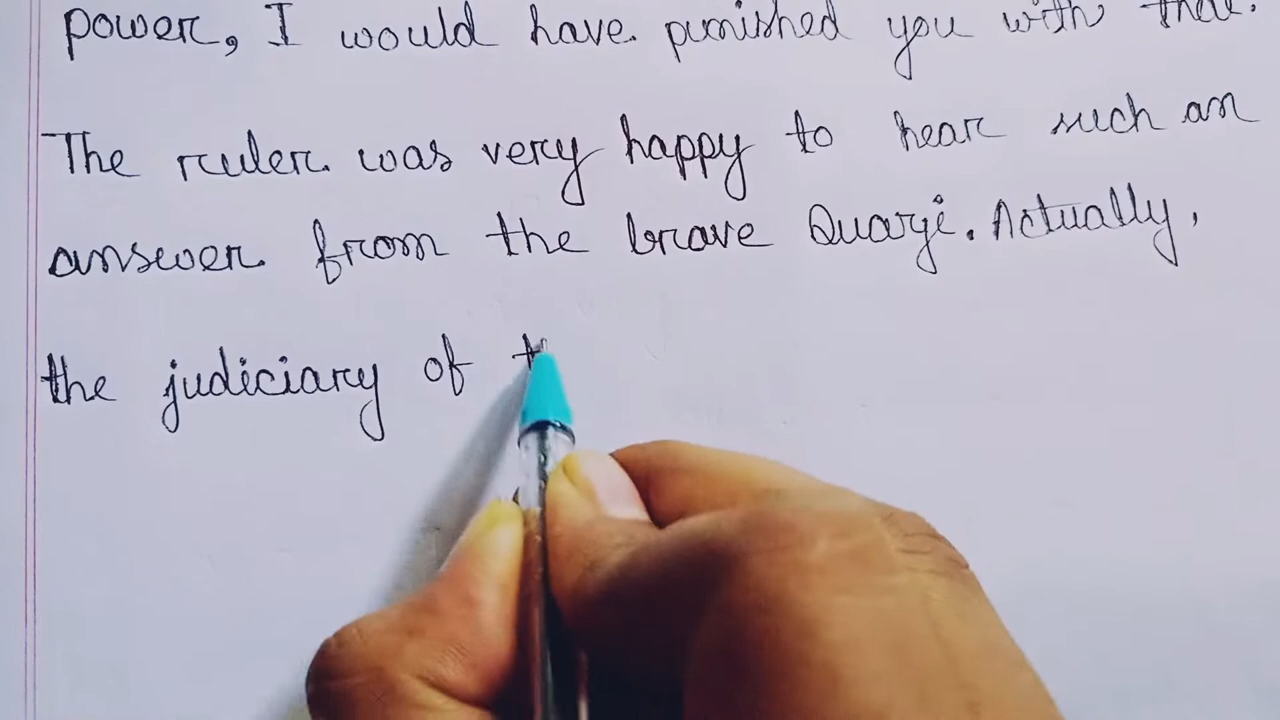 power, I would have punished you with that.
The ruler was very happy to hear such an
answer from the brave Quazi. Actually,
the judiciary of t